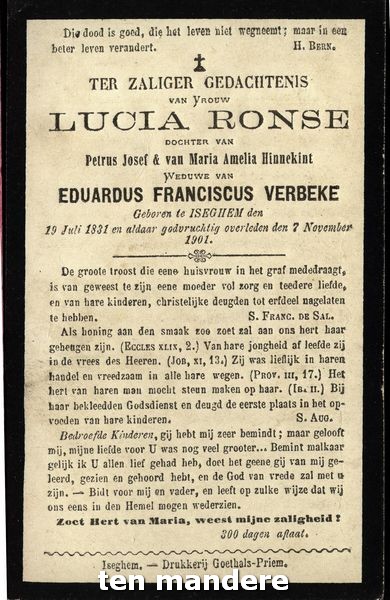 Die dood is goed, die het leven niet wegneemt; maar in een
beter leven verandert. H. BERN.
TER ZALIGER GEDACHTENIS
VAN VROUW
LUCIA RONSE
DOCHTER VAN
Petrus Josef & van Maria Amelia Hinnekint
WEDUWE VAN
EDUARDUS FRANCISCUS VERBEKE
Geboren te ISEGHEM den
19 Juli 1831 en aldaar godvruchtig overleden den 7 November
1901.
De groote troost die eene huisvrouw in het graf mededraagt,
is van geweest te zijn eene moeder vol zorg en teedere liefde,
en van hare kinderen, christelijke deugden tot erfdeel nagelaten
te hebben. S. FRANC. DE SAL.
Als honing aan den smaak zoo zoet zal aan ons hert haar
geheugen zijn. (ECCLES XLIX, 2.) Van hare jongheid af leefde zij
in de vrees des Heeren. (JOB, XI, 13.) Zij was lieflijk in haren
handel en vreedzaam in alle hare wegen. (PROV. III, 17.) Het
hert van haren man mocht steun maken op haar. (IB. II.) Bij
haar bekleedden Godsdienst en deugd de eerste plaats in het op-
voeden van hare kinderen. S. AUG.
Bedroefde Kinderen, gij hebt mij zeer bemindt; maar gelooft
mij, mijne liefde voor U was nog veel grooter... Bemint malkaar
gelijk ik U allen lief gehad heb, doet het geene gij van mij ge-
leerd, gezien en gehoord hebt, en de God van vrede zal met u
zijn. — Bidt voor mij en vader, en leeft op zulke wijze dat wij
ons eens in den Hemel mogen wederzien.
Zoet Hert van Maria, weest mijne zaligheid!
300 dagen aflaat.
Iseghem. — Drukkerij Goethals-Priem.
ten mandere